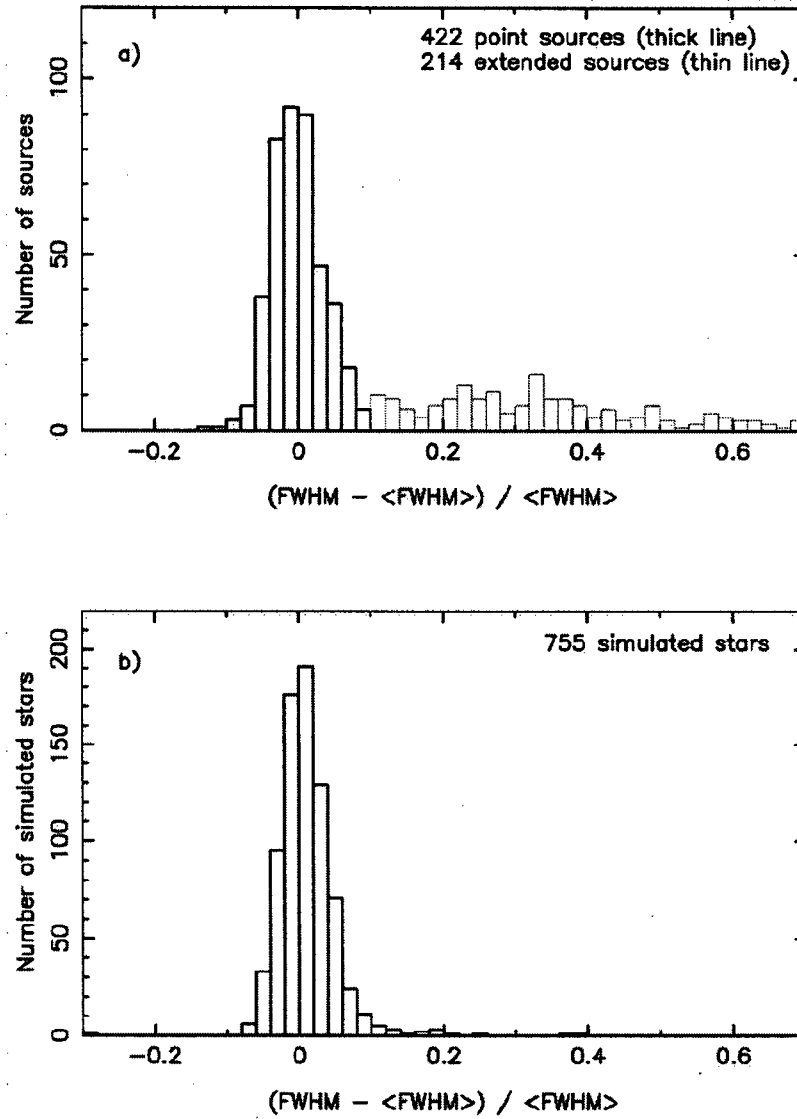 422 point sources (thick line)
214 extended sources (thin line)
a)
100
50
0
Number of sources
-0.2 0 0.2 0.4 0.6
(FWHM - <FWHM>) / <FWHM>
755 simulated stars
b)
200
150
100
50
0
Number of simulated stars
-0.2 0 0.2 0.4 0.6
(FWHM - <FWHM>) / <FWHM>